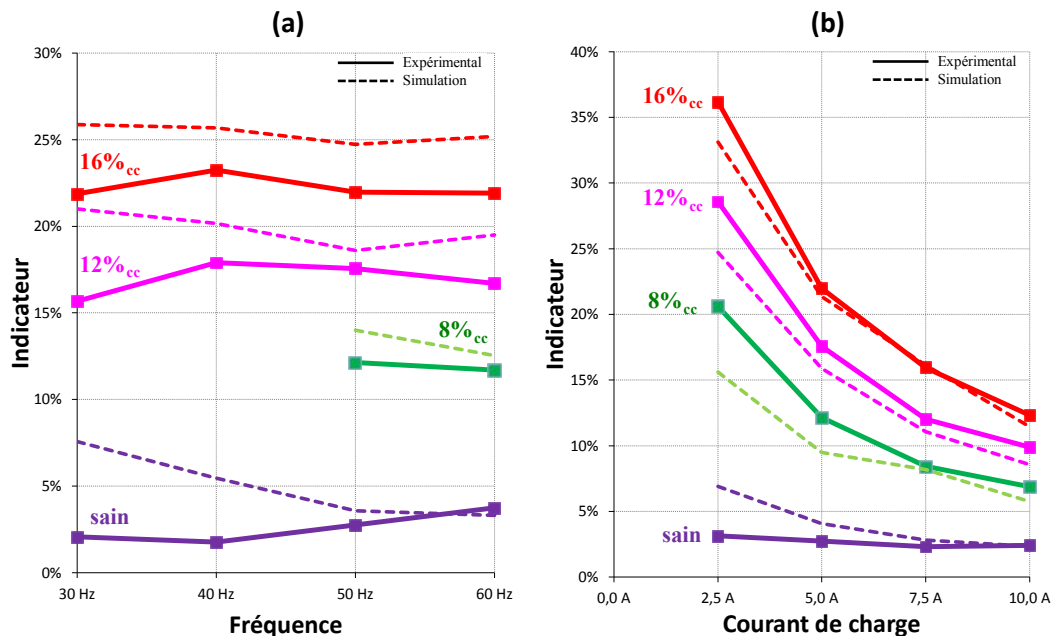 (a)
30%
25%
20%
15%
10%
5%
0%
Indicateur
Expérimental
Simulation
16%cc
12%cc
8%cc
sain
30 Hz
40 Hz
50 Hz
60 Hz
Fréquence
(b)
40%
35%
30%
25%
20%
15%
10%
5%
0%
Indicateur
Expérimental
Simulation
16%cc
12%cc
8%cc
sain
0,0 A
2,5 A
5,0 A
7,5 A
10,0 A
Courant de charge